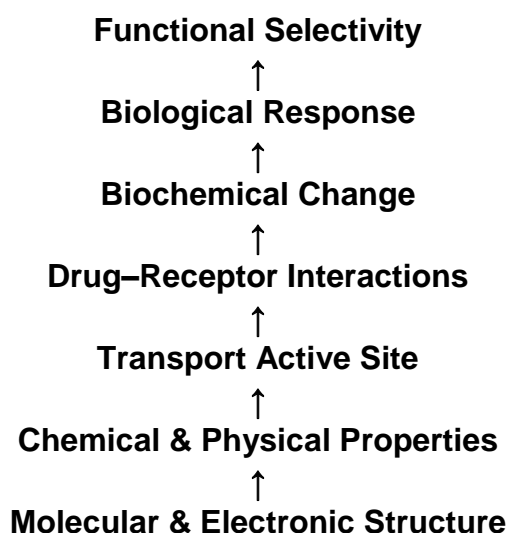 Functional Selectivity
↑
Biological Response
↑
Biochemical Change
↑
Drug–Receptor Interactions
↑
Transport Active Site
↑
Chemical & Physical Properties
↑
Molecular & Electronic Structure